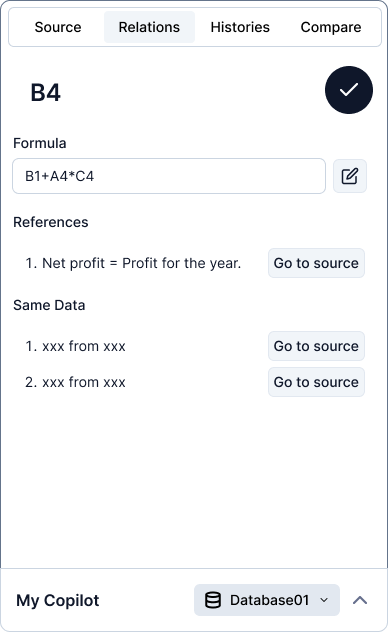 Source Relations Histories Compare
B4
Formula
B1+A4*C4
References
1. Net profit = Profit for the year. Go to source
Same Data
1. xxx from xxx Go to source
2. xxx from xxx Go to source
My Copilot Database01